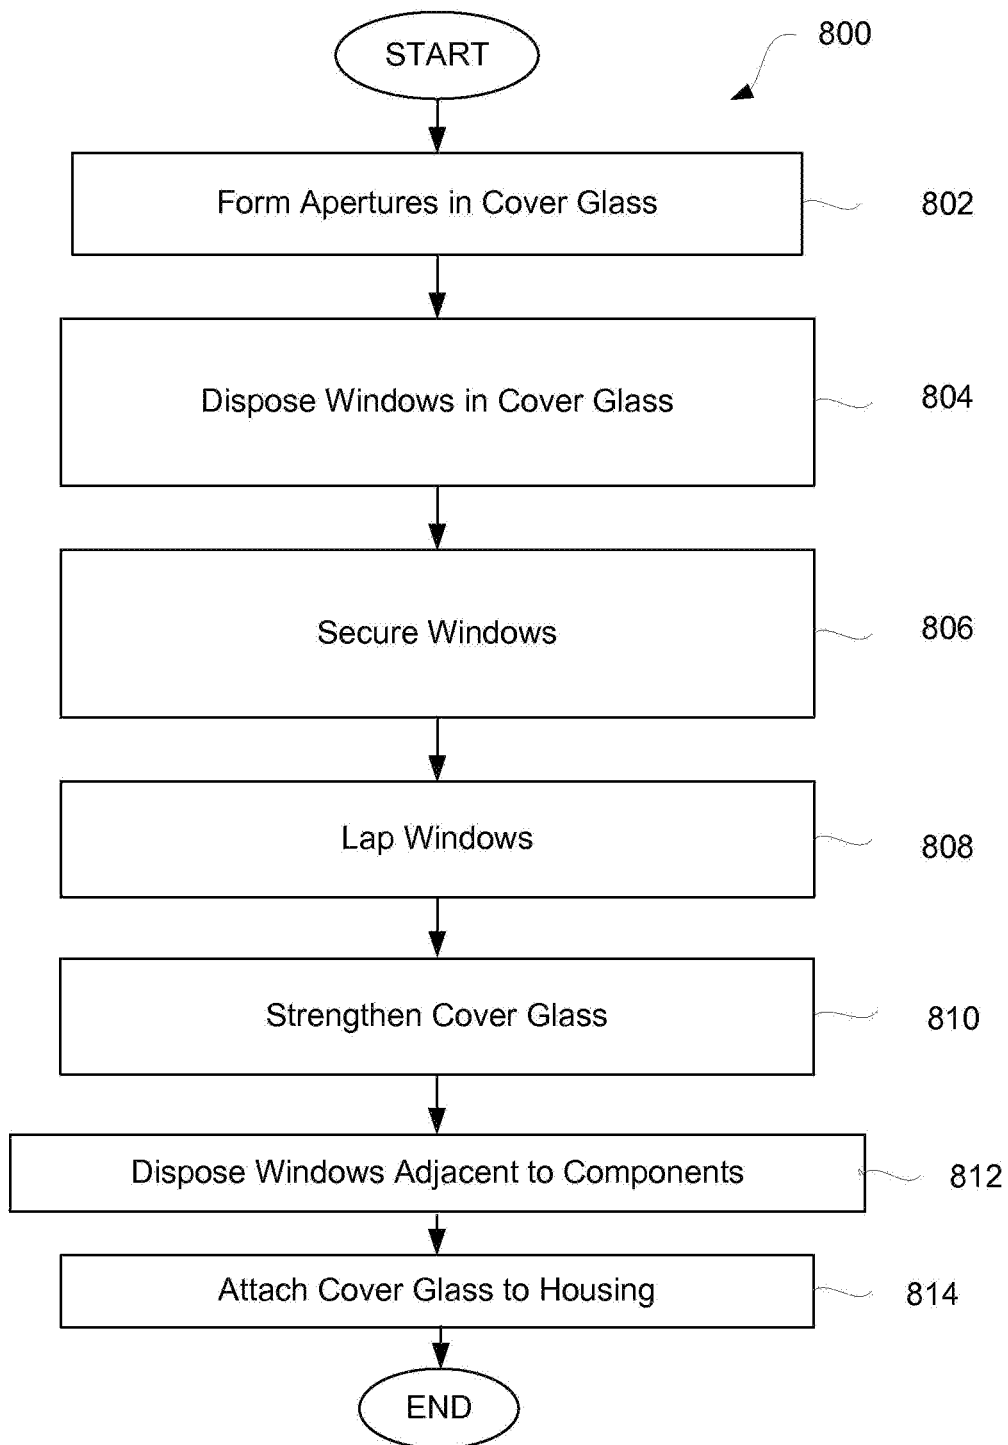 START
800
Form Apertures in Cover Glass
802
Dispose Windows in Cover Glass
804
Secure Windows
806
Lap Windows
808
Strengthen Cover Glass
810
Dispose Windows Adjacent to Components
812
Attach Cover Glass to Housing
814
END